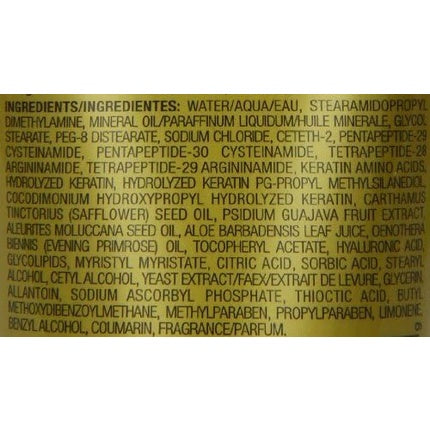 INGREDIENTS/INGREDIENTES: WATER/AQUA/EAU, STEARAMIDOPROPYL
DIMETHYLAMINE, MINERAL OIL/PARAFFINUM LIQUIDUM/HUILE MINERALE, GLYCOL
STEARATE, PEG-8 DISTEARATE, SODIUM CHLORIDE, CETETH-2, PENTAPEPTIDE-29
CYSTEINAMIDE, PENTAPEPTIDE-30 CYSTEINAMIDE, TETRAPEPTIDE-28
ARGININAMIDE, TETRAPEPTIDE-29 ARGININAMIDE, KERATIN AMINO ACIDS,
HYDROLYZED KERATIN, HYDROLYZED KERATIN PG-PROPYL METHYLSILANEDIOL,
COCODIMONIUM HYDROXYPROPYL HYDROLYZED KERATIN, CARTHAMUS
TINCTORIUS (SAFFLOWER) SEED OIL, PSIDIUM GUAJAVA FRUIT EXTRACT,
ALEURITES MOLUCCANA SEED OIL, ALOE BARBADENSIS LEAF JUICE, OENOTHERA
BIENNIS (EVENING PRIMROSE) OIL, TOCOPHERYL ACETATE, HYALURONIC ACID,
GLYCOLIPIDS, MYRISTYL MYRISTATE, CITRIC ACID, SORBIC ACID, STEARYL
ALCOHOL, CETYL ALCOHOL, YEAST EXTRACT/FAEX/EXTRAIT DE LEVURE, GLYCERIN,
ALLANTOIN, SODIUM ASCORBYL PHOSPHATE, THIOCTIC ACID, BUTYL
METHOXYDIBENZOYLMETHANE, METHYLPARABEN, PROPYLPARABEN, LIMONENE,
BENZYL ALCOHOL, COUMARIN, FRAGRANCE/PARFUM.